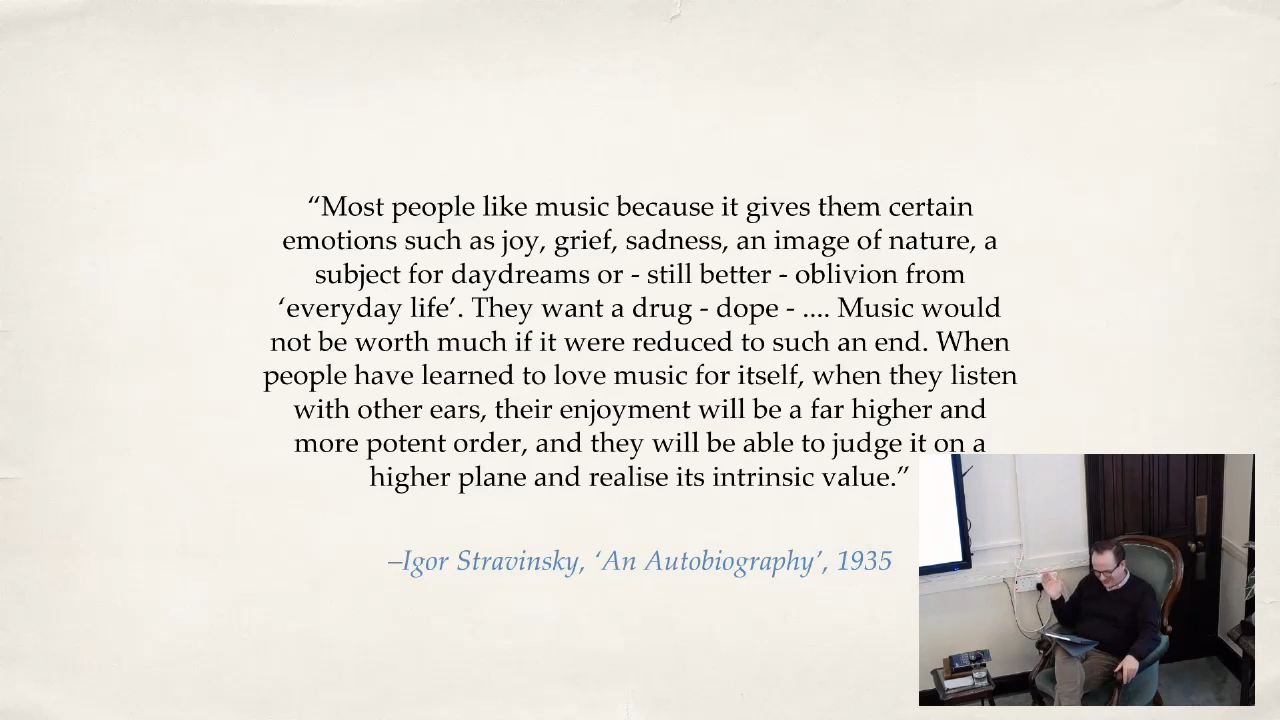 “Most people like music because it gives them certain
emotions such as joy, grief, sadness, an image of nature, a
subject for daydreams or - still better - oblivion from
‘everyday life’. They want a drug - dope - .... Music would
not be worth much if it were reduced to such an end. When
people have learned to love music for itself, when they listen
with other ears, their enjoyment will be a far higher and
more potent order, and they will be able to judge it on a
higher plane and realise its intrinsic value.”
–Igor Stravinsky, ‘An Autobiography’, 1935